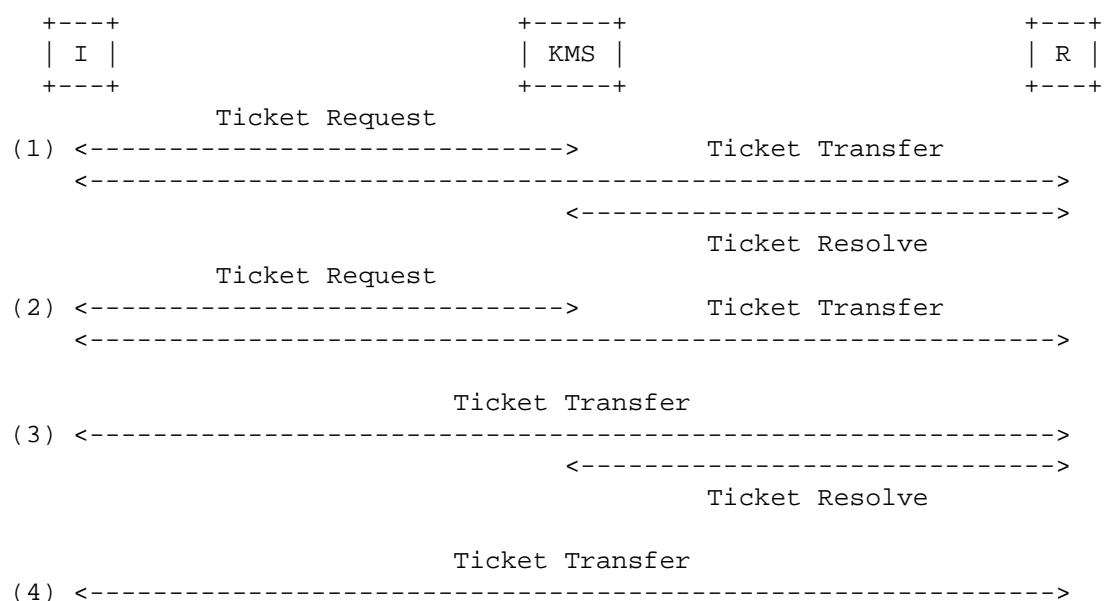 +---+ +-----+ +---+
| I | | KMS | | R |
+---+ +-----+ +---+
Ticket Request
(1) <------------------------------> Ticket Transfer
<------------------------------------------------------------->
<------------------------------>
Ticket Resolve
Ticket Request
(2) <------------------------------> Ticket Transfer
<------------------------------------------------------------->
Ticket Transfer
(3) <------------------------------------------------------------->
<------------------------------>
Ticket Resolve
Ticket Transfer
(4) <------------------------------------------------------------->